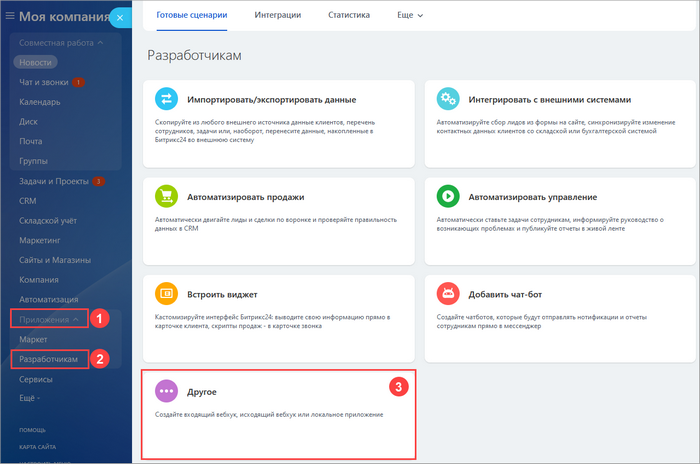 Моя компания
Совместная работа
Новости
Чат и звонки 1
Календарь
Диск
Почта
Группы
Задачи и Проекты 3
CRM
Складской учёт
Маркетинг
Сайты и Магазины
Компания
Автоматизация
Приложения 1
Маркет
Разработчикам 2
Сервисы
Ещё -
ПОМОЩЬ
КАРТА САЙТА
Готовые сценарии Интеграции Статистика Еще
Разработчикам
Импортировать/экспортировать данные
Скопируйте из любого внешнего источника данные клиентов, перечень
сотрудников, задачи или, наоборот, перенесите данные, накопленные в
Битрикс24 во внешнюю систему
Интегрировать с внешними системами
Автоматизируйте сбор лидов из формы на сайте, синхронизируйте изменение
контактных данных клиентов со складской или бухгалтерской системой
Автоматизировать продажи
Автоматически двигайте лиды и сделки по воронке и проверяйте правильность
данных в CRM
Автоматизировать управление
Автоматически ставьте задачи сотрудникам, информируйте руководство о
возникающих проблемах и публикуйте отчеты в живой ленте
Встроить виджет
Кастомизируйте интерфейс Битрикс24: выводите свою информацию прямо в
карточке клиента, скрипты продаж - в карточке звонка
Добавить чат-бот
Создайте чатботов, которые будут отправлять нотификации и отчеты
сотрудникам прямо в мессенджер
Другое 3
Создайте входящий вебхук, исходящий вебхук или локальное приложение